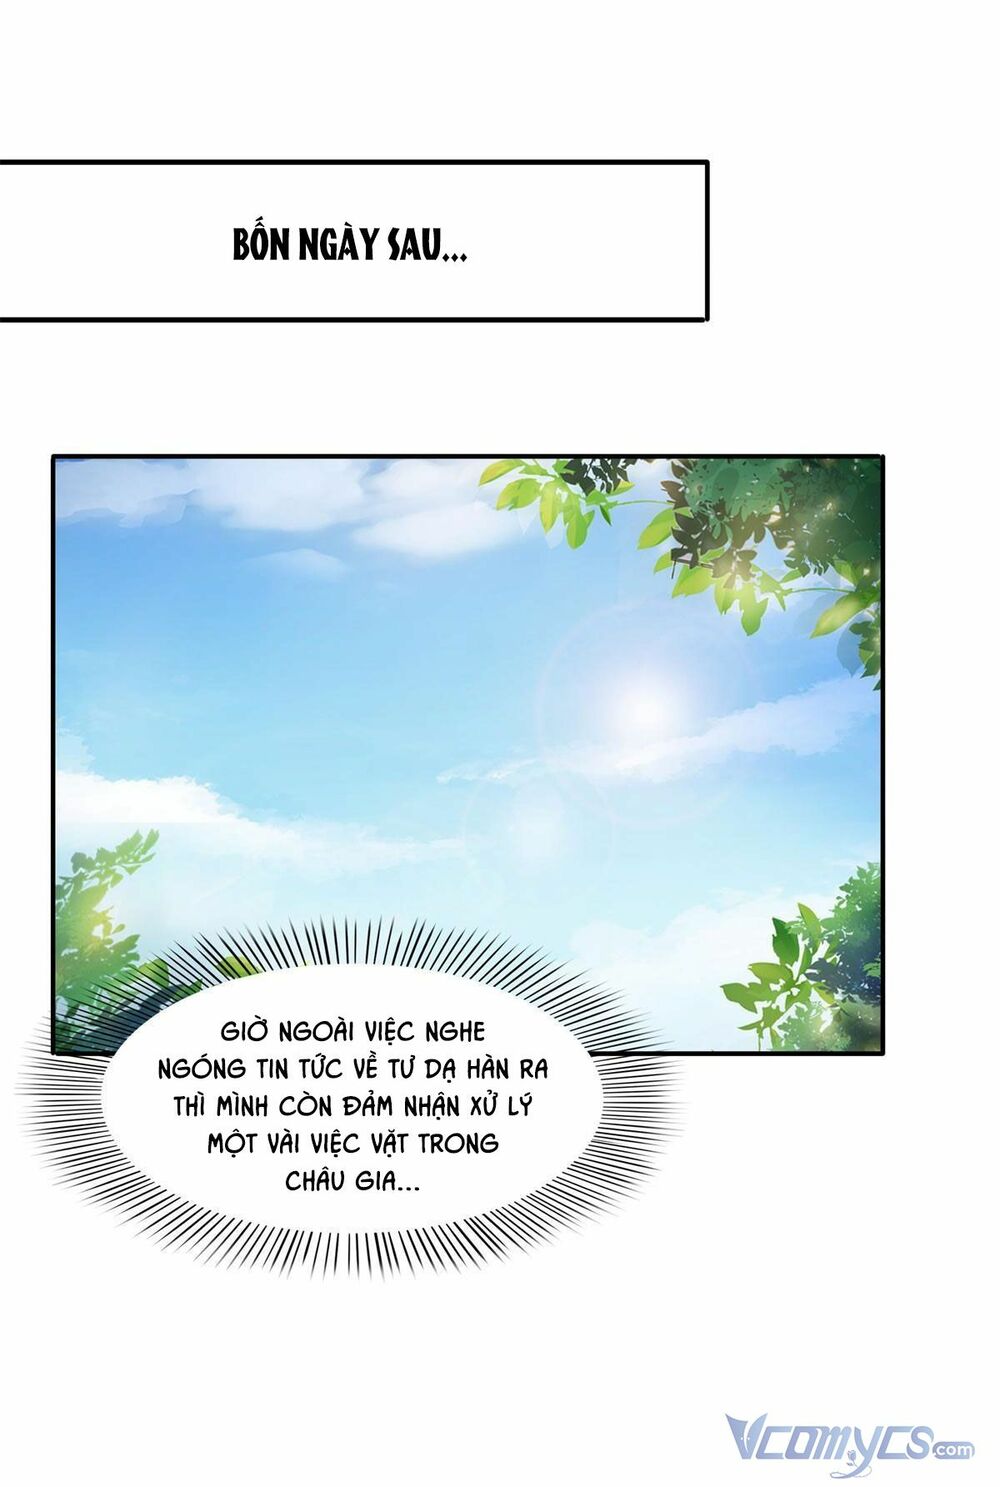 BỐN NGÀY SAU...
GIỜ NGOÀI VIỆC NGHE
NGÓNG TIN TỨC VỀ TƯ DẠ HÀN RA
THÌ MÌNH CÒN ĐẢM NHẬN XỬ LÝ
MỘT VÀI VIỆC VẶT TRONG
CHÂU GIA...
VCOMYCS.com